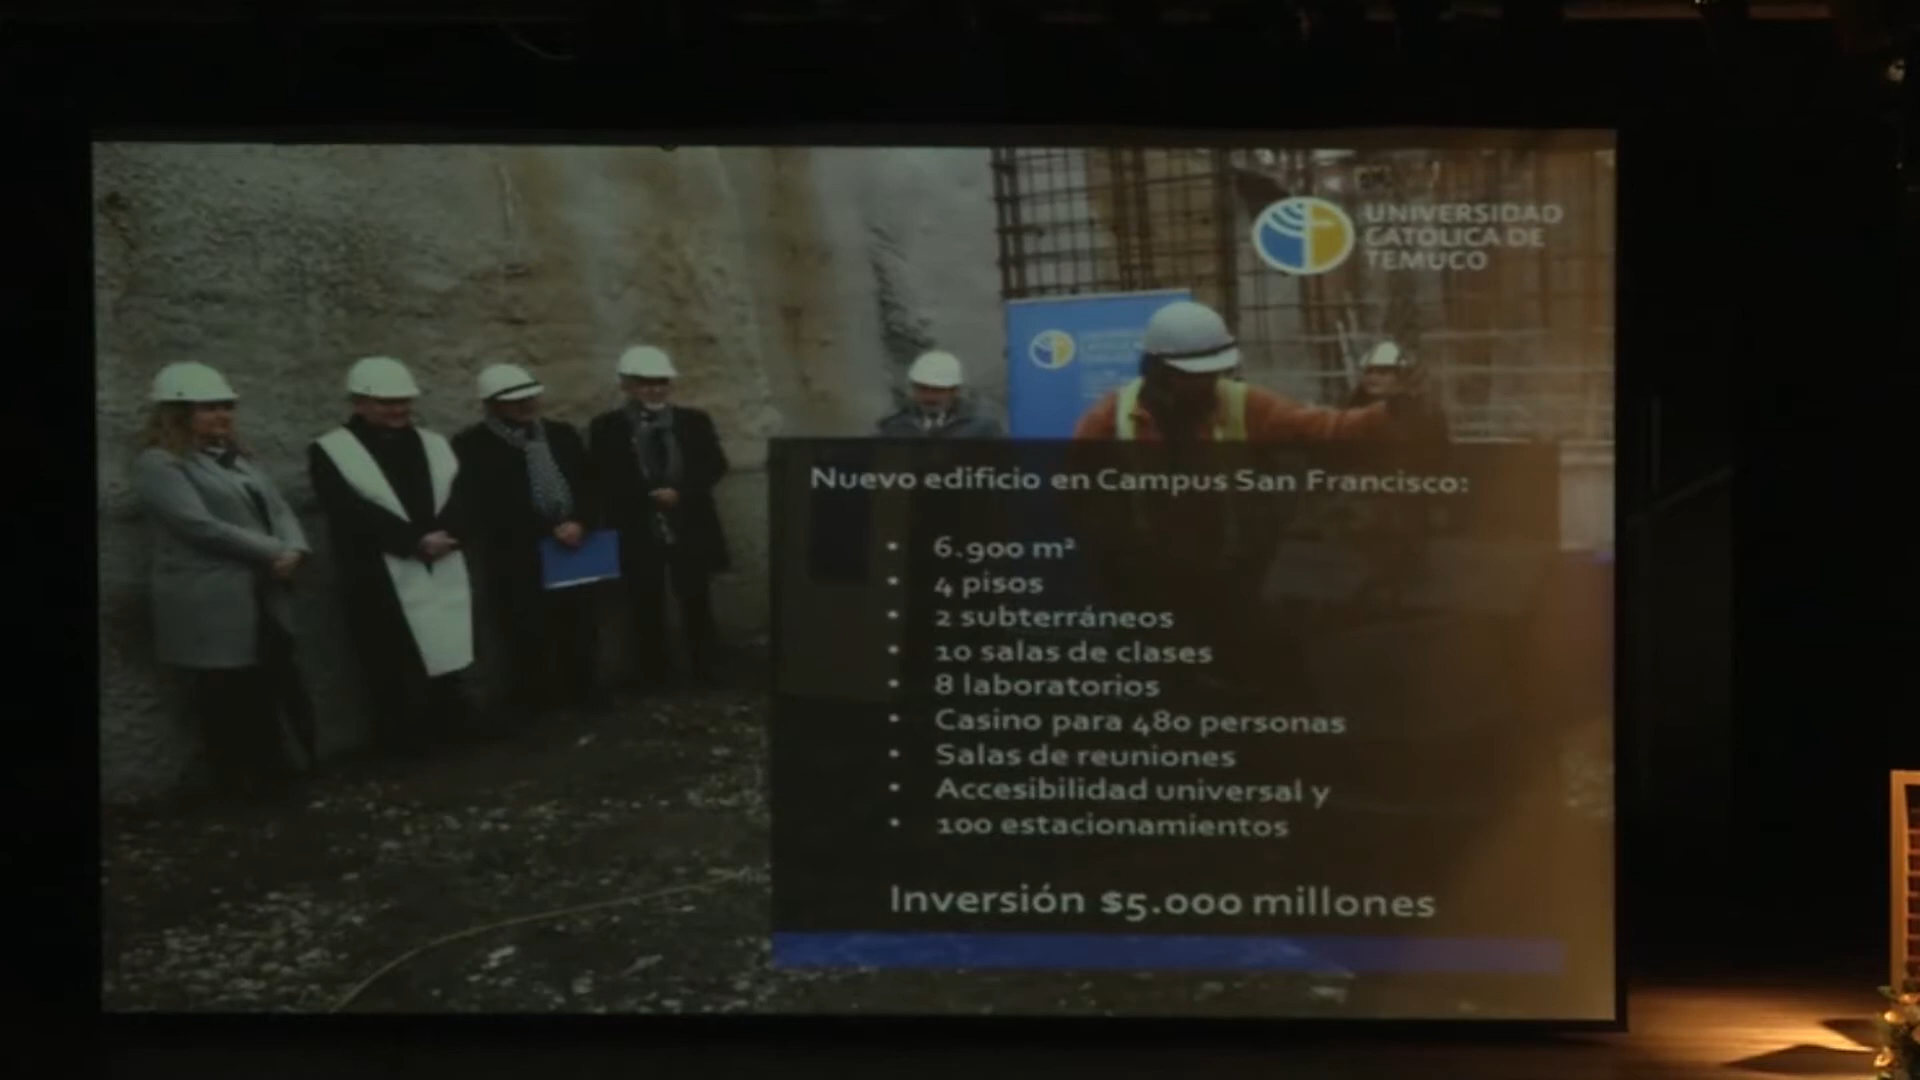 UNIVERSIDAD
CATÓLICA DE
TEMUCO
Nuevo edificio en Campus San Francisco:
• 6.900 m²
• 4 pisos
• 2 subterráneos
• 10 salas de clases
• 8 laboratorios
• Casino para 480 personas
• Salas de reuniones
• Accesibilidad universal y
• 100 estacionamientos
Inversión $5.000 millones